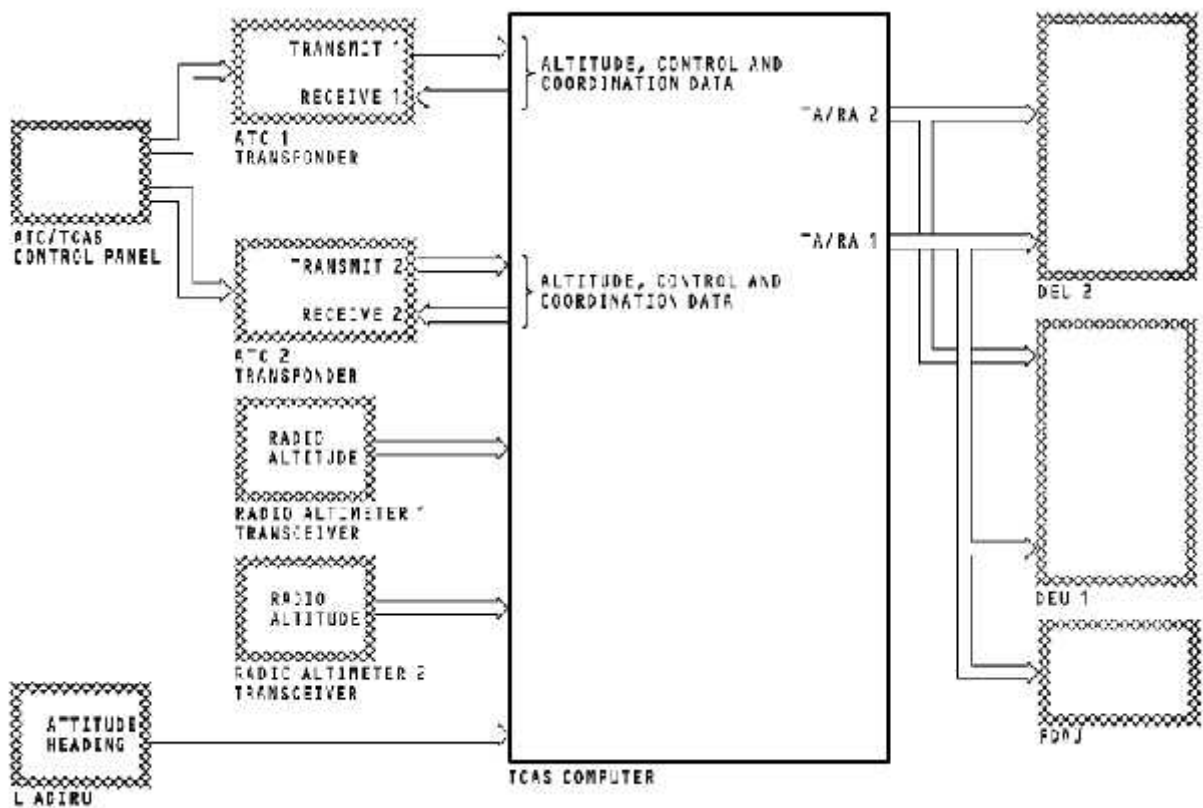 TRANSMIT 1
RECEIVE 1
ATC 1
TRANSPONDER
ALTITUDE, CONTROL AND
COORDINATION DATA
TA/RA 2
ATC/TCAS
CONTROL PANEL
TA/RA 1
TRANSMIT 2
RECEIVE 2
ATC 2
TRANSPONDER
ALTITUDE, CONTROL AND
COORDINATION DATA
DEU 2
RADIO
ALTITUDE
RADIO ALTIMETER 1
TRANSCEIVER
RADIO
ALTITUDE
RADIO ALTIMETER 2
TRANSCEIVER
DEU 1
ATTITUDE
HEADING
L ADIRU
TCAS COMPUTER
FDAU